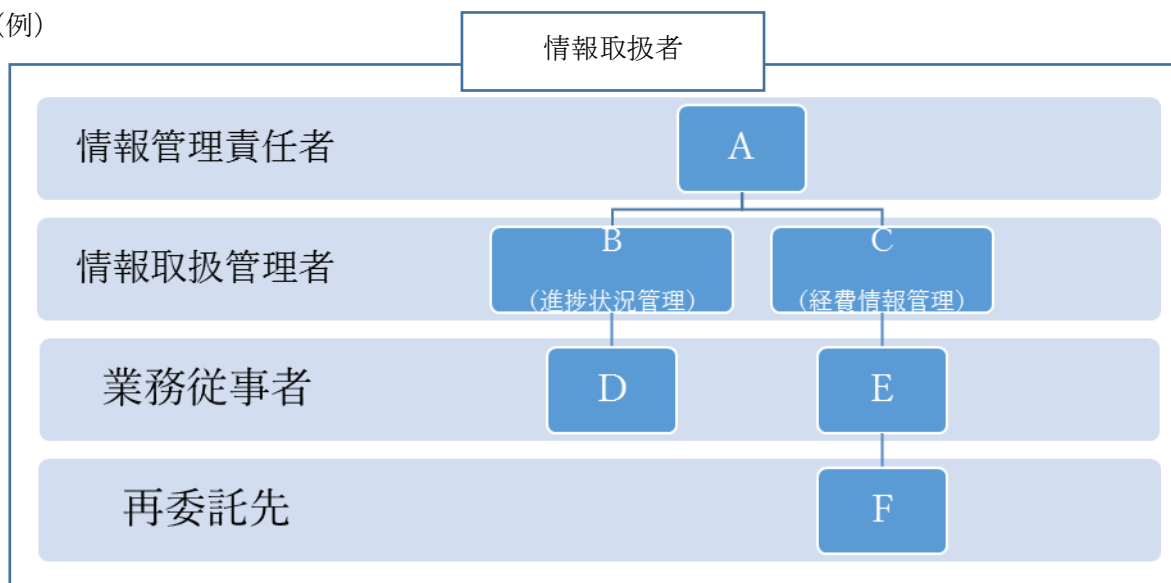 (例)
情報取扱者
情報管理責任者
A
情報取扱管理者
B
(進捗状況管理)
C
(経費情報管理)
業務従事者
D
E
再委託先
F